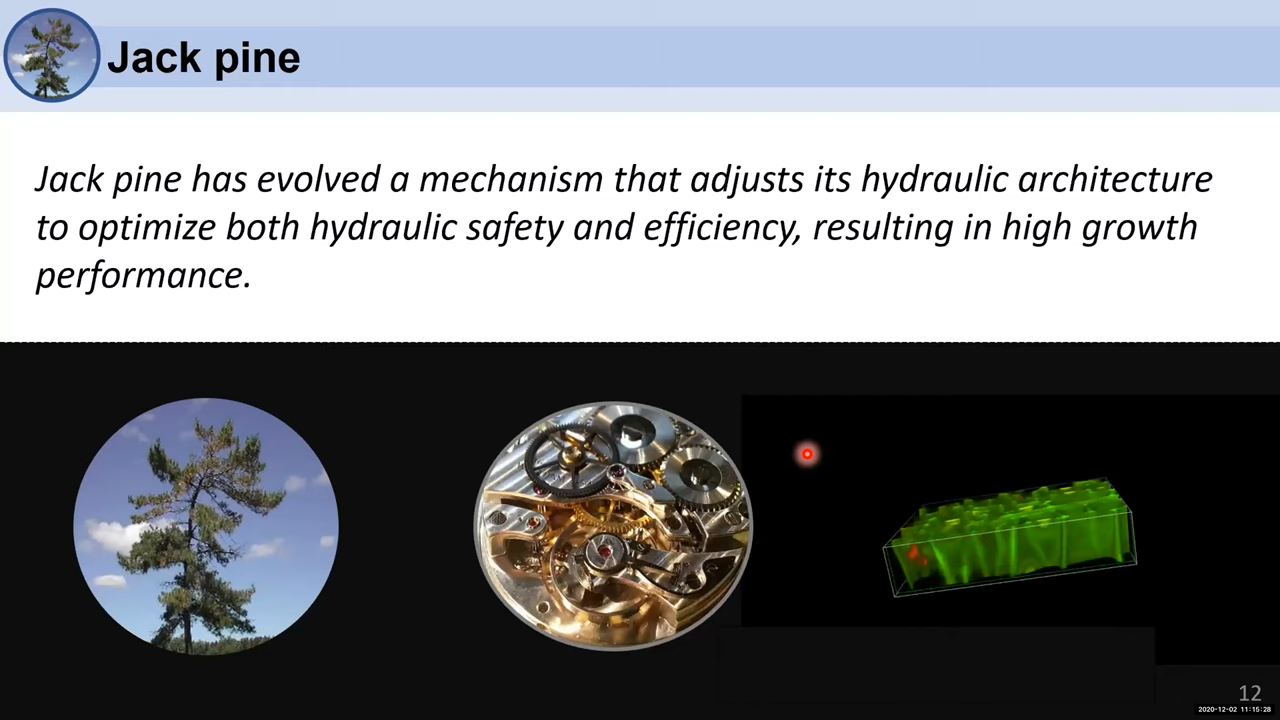 Jack pine
Jack pine has evolved a mechanism that adjusts its hydraulic architecture
to optimize both hydraulic safety and efficiency, resulting in high growth
performance.
12
2020-12-02 11:15:28